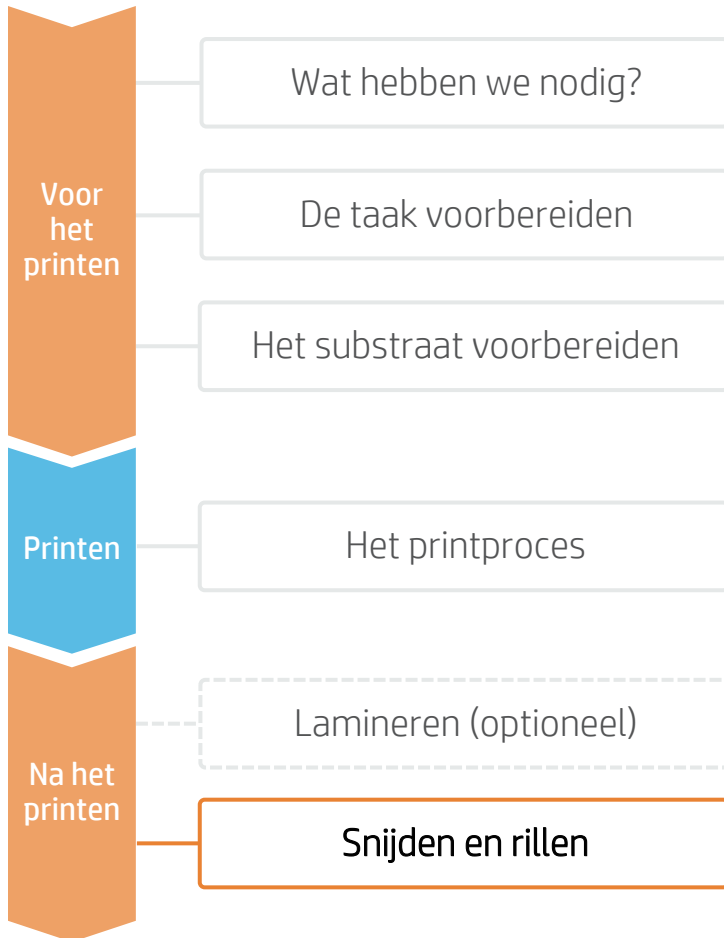 Wat hebben we nodig?
Voor
het
printen
De taak voorbereiden
Het substraat voorbereiden
Printen
Het printproces
Lamineren (optioneel)
Na het
printen
Snijden en rillen